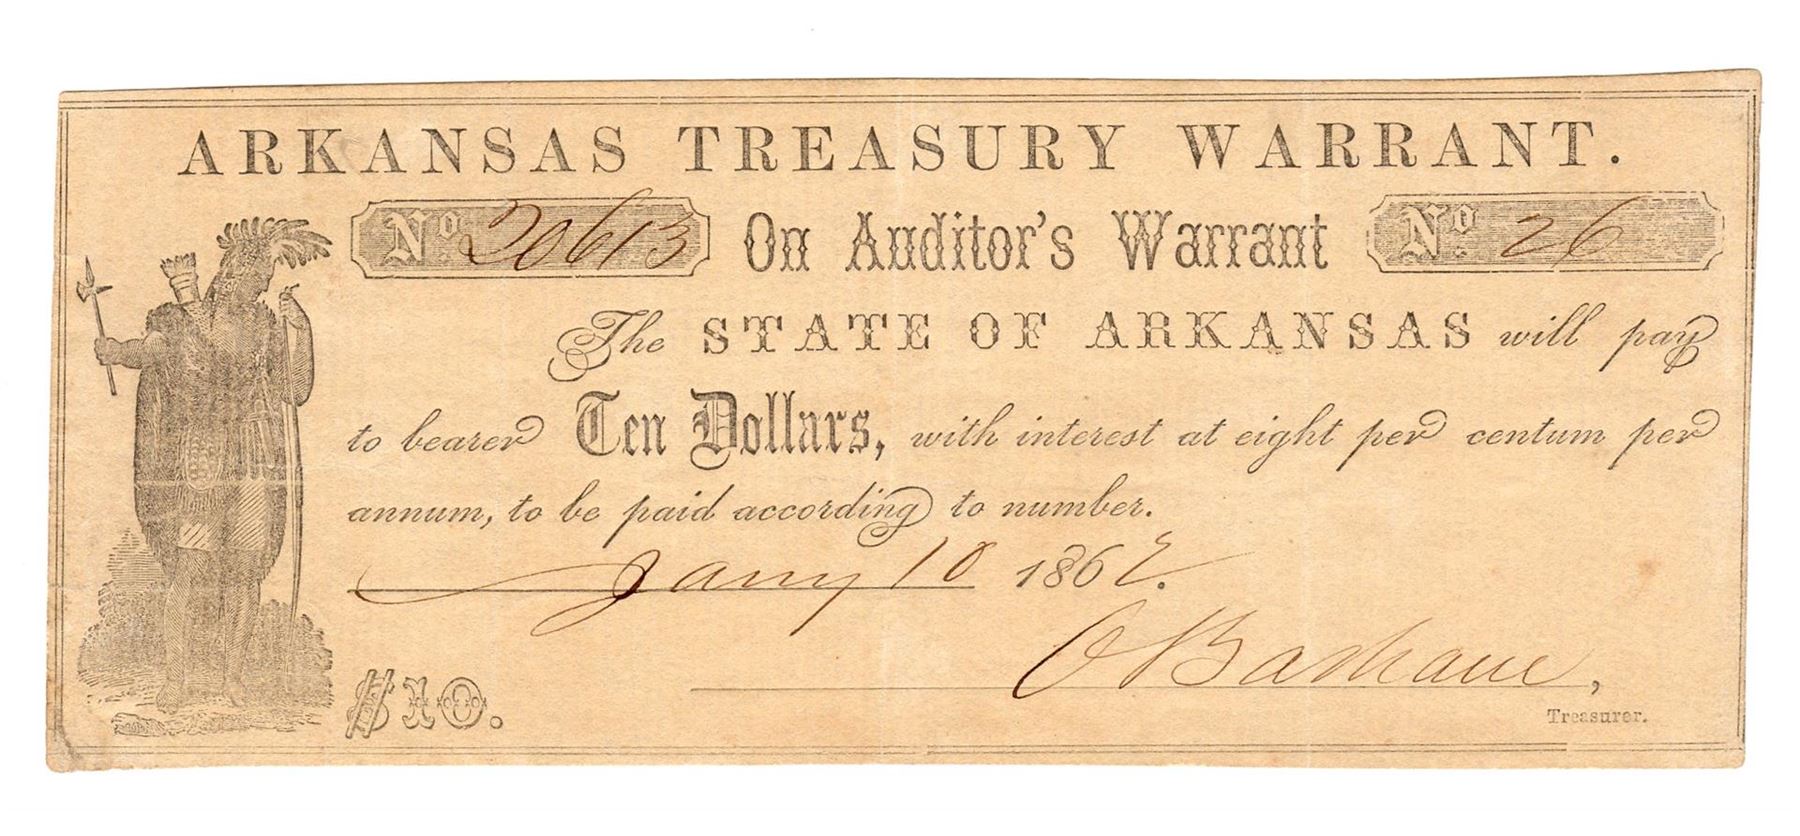 ARKANSAS TREASURY WARRANT.
No. 20613 On Auditor's Warrant No. 26
The STATE OF ARKANSAS will pay
to bearer Ten Dollars, with interest at eight per centum per
annum, to be paid according to number.
Jany 10 1862.
O Basham,
Treasurer.
$10.